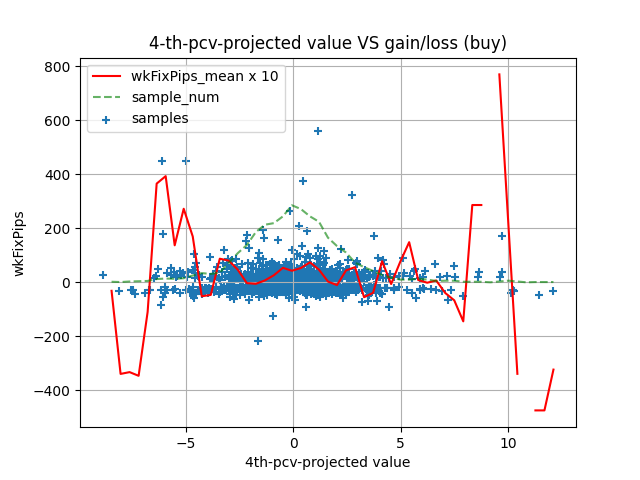 4-th-pcv-projected value VS gain/loss (buy)
wkFixPips_mean x 10
sample_num
samples
wkFixPips
800
600
400
200
0
−200
−400
−5
0
5
10
4th-pcv-projected value